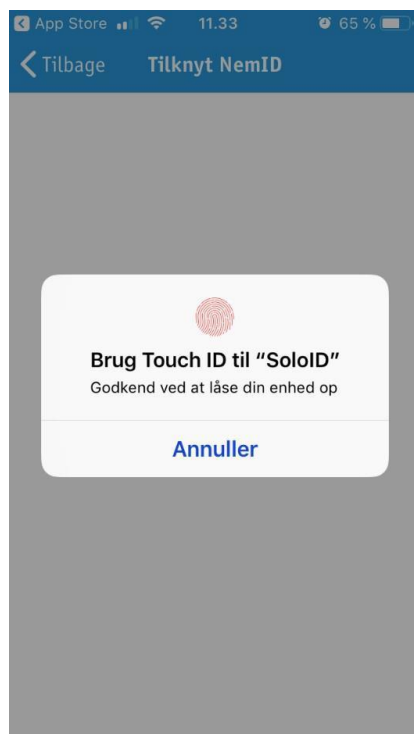 App Store 11.33 65 %
Tilbage Tilknyt NemID
Brug Touch ID til “SoloID”
Godkend ved at låse din enhed op
Annuller